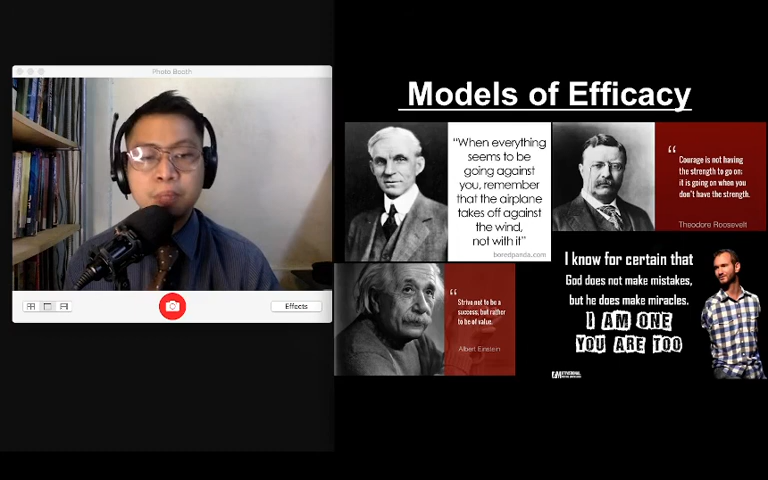 Photo Booth
Effects
Models of Efficacy
“When everything
seems to be
going against
you, remember
that the airplane
takes off against
the wind,
not with it”
boredpanda.com
“
Courage is not having
the strength to go on;
it is going on when you
don't have the strength.
Theodore Roosevelt
“
Strive not to be a
success, but rather
to be of value.
Albert Einstein
I know for certain that
God does not make mistakes,
but he does make miracles.
I AM ONE
YOU ARE TOO